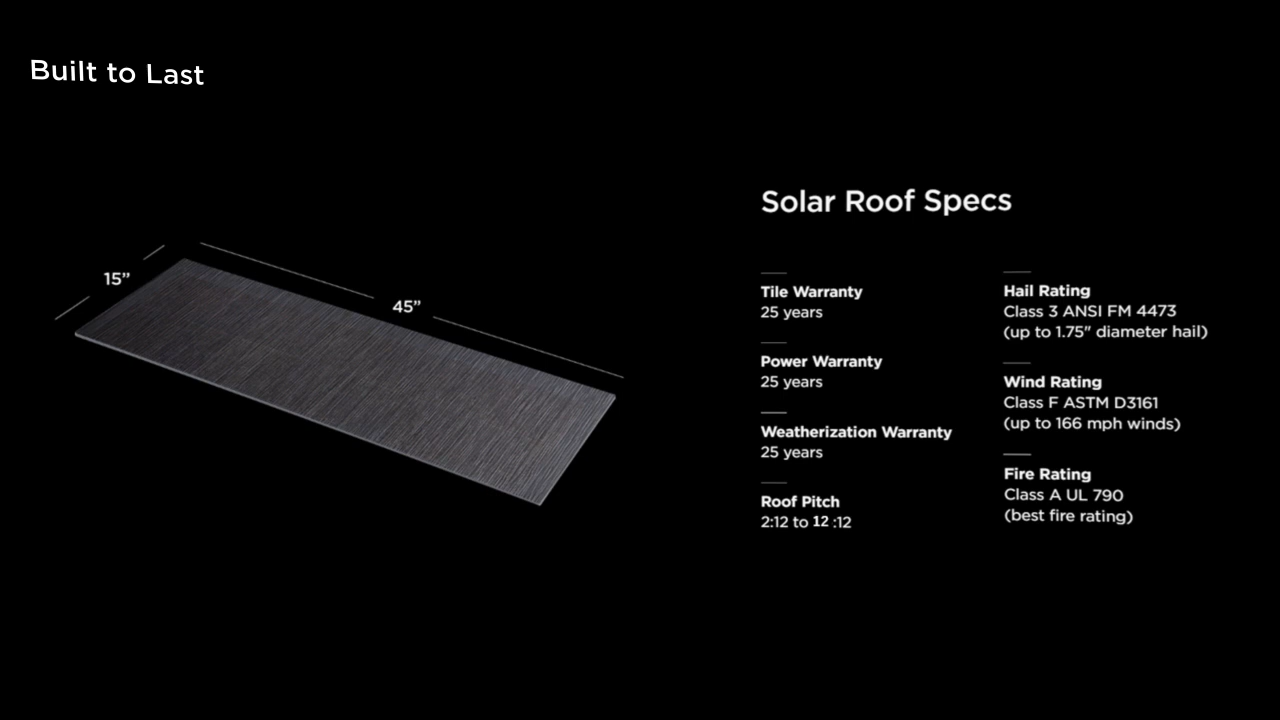 Built to Last
15”
45”
Solar Roof Specs
Tile Warranty
25 years
Power Warranty
25 years
Weatherization Warranty
25 years
Roof Pitch
2:12 to 12 :12
Hail Rating
Class 3 ANSI FM 4473
(up to 1.75" diameter hail)
Wind Rating
Class F ASTM D3161
(up to 166 mph winds)
Fire Rating
Class A UL 790
(best fire rating)